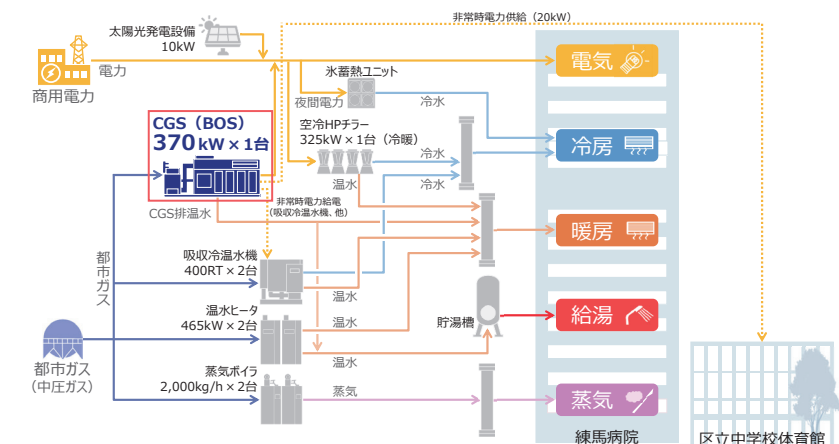 非常時電力供給（20kW）
太陽光発電設備
10kW
電力
商用電力
氷蓄熱ユニット
夜間電力
冷水
電気
CGS（BOS）
370kW×1台
空冷HPチラー
325kW×1台（冷暖）
冷水
冷水
温水
冷房
CGS排温水
非常時電力給電
（吸収冷温水機、他）
暖房
都市ガス
吸収冷温水機
400RT×2台
温水
温水ヒータ
465kW×2台
温水
温水
貯湯槽
給湯
都市ガス
（中圧ガス）
蒸気ボイラ
2,000kg/h×2台
蒸気
蒸気
練馬病院
区立中学校体育館